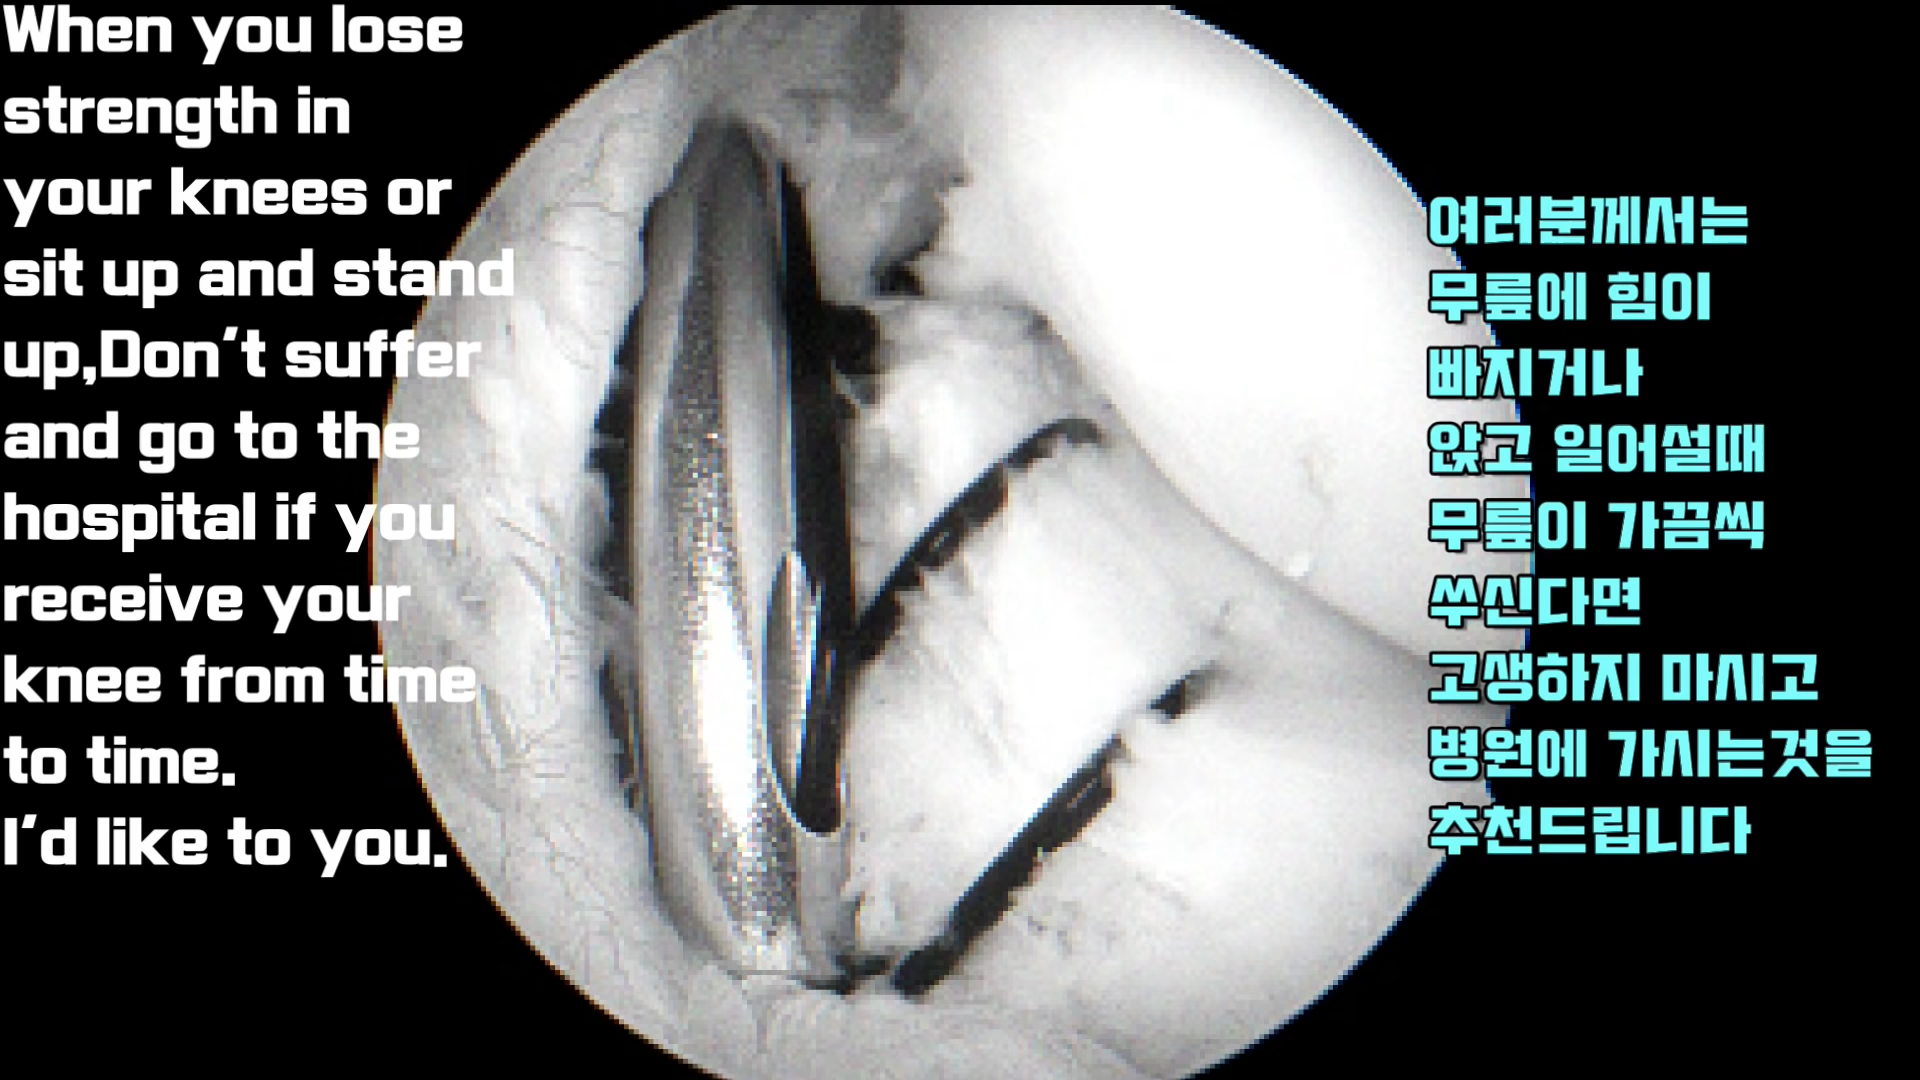 When you lose
strength in
your knees or
sit up and stand
up,Don't suffer
and go to the
hospital if you
receive your
knee from time
to time.
I'd like to you.
여러분께서는
무릎에 힘이
빠지거나
앉고 일어설때
무릎이 가끔씩
쑤신다면
고생하지 마시고
병원에 가시는것을
추천드립니다